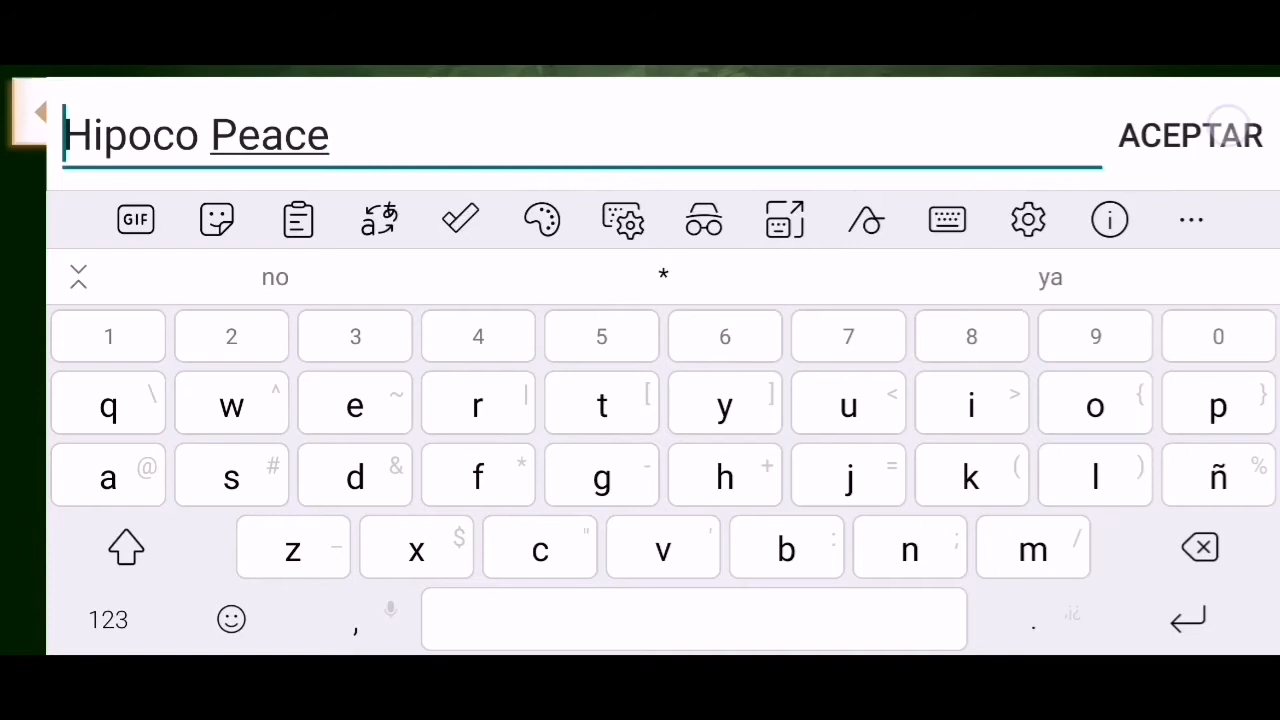 Hipoco Peace
ACEPTAR
GIF
no * ya
1 2 3 4 5 6 7 8 9 0
q \ w ^ e ~ r | t [ y ] u < i > o { p }
a @ s # d & f * g - h + j = k ( l ) ñ %
z _ x $ c " v ' b : n ; m /
123 , . ,¡¿